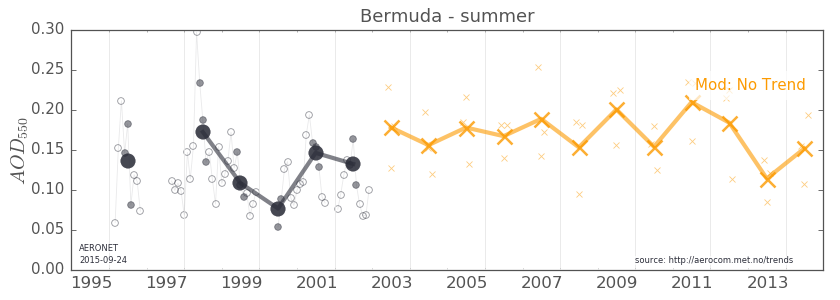 Bermuda - summer
0.30
0.25
0.20
0.15
0.10
0.05
0.00
AOD550
Mod: No Trend
AERONET
2015-09-24
source: http://aerocom.met.no/trends
1995 1997 1999 2001 2003 2005 2007 2009 2011 2013